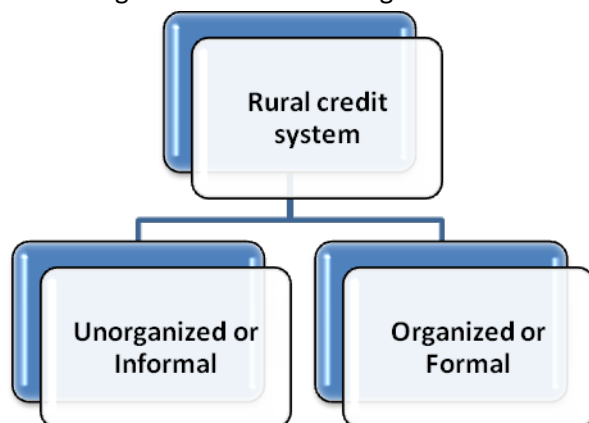 Rural credit
system
Unorganized or
Informal
Organized or
Formal